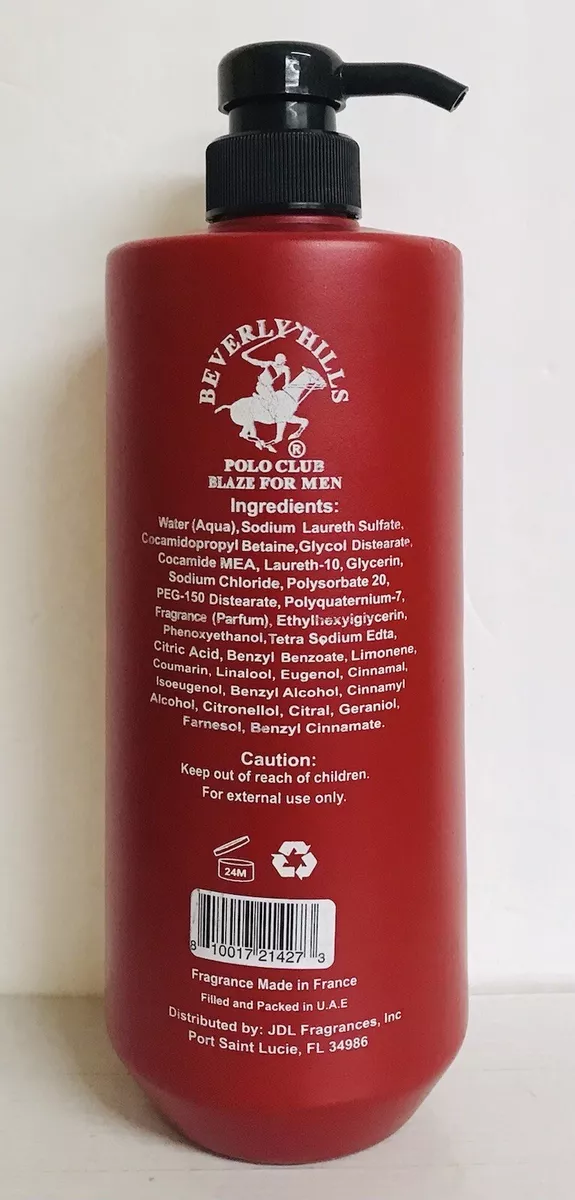 BEVERLY HILLS
®
POLO CLUB
BLAZE FOR MEN
Ingredients:
Water (Aqua), Sodium Laureth Sulfate,
Cocamidopropyl Betaine, Glycol Distearate,
Cocamide MEA, Laureth-10, Glycerin,
Sodium Chloride, Polysorbate 20,
PEG-150 Distearate, Polyquaternium-7,
Fragrance (Parfum), Ethylhexylglycerin,
Phenoxyethanol, Tetra Sodium Edta,
Citric Acid, Benzyl Benzoate, Limonene,
Coumarin, Linalool, Eugenol, Cinnamal,
Isoeugenol, Benzyl Alcohol, Cinnamyl
Alcohol, Citronellol, Citral, Geraniol,
Farnesol, Benzyl Cinnamate.
Caution:
Keep out of reach of children.
For external use only.
24M
8 10017 21427 3
Fragrance Made in France
Filled and Packed in U.A.E
Distributed by: JDL Fragrances, Inc
Port Saint Lucie, FL 34986